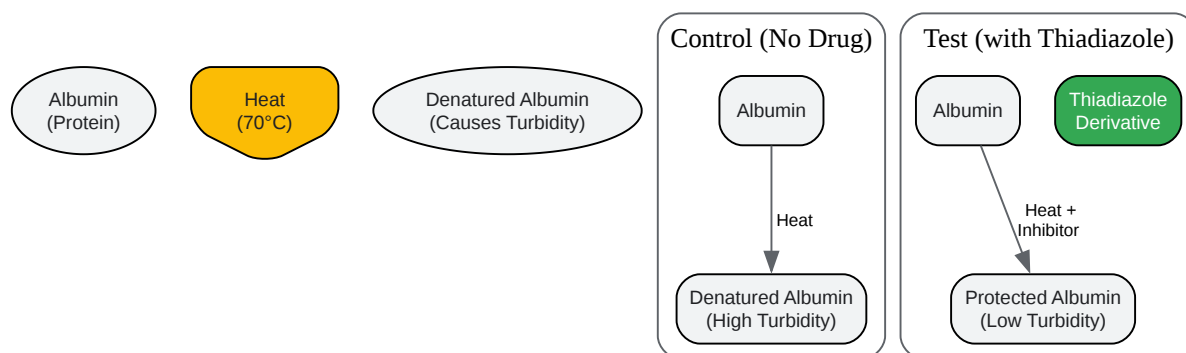 Albumin
(Protein)
Heat
(70°C)
Denatured Albumin
(Causes Turbidity)
Control (No Drug)
Albumin
Heat
Denatured Albumin
(High Turbidity)
Test (with Thiadiazole)
Albumin
Thiadiazole
Derivative
Heat +
Inhibitor
Protected Albumin
(Low Turbidity)